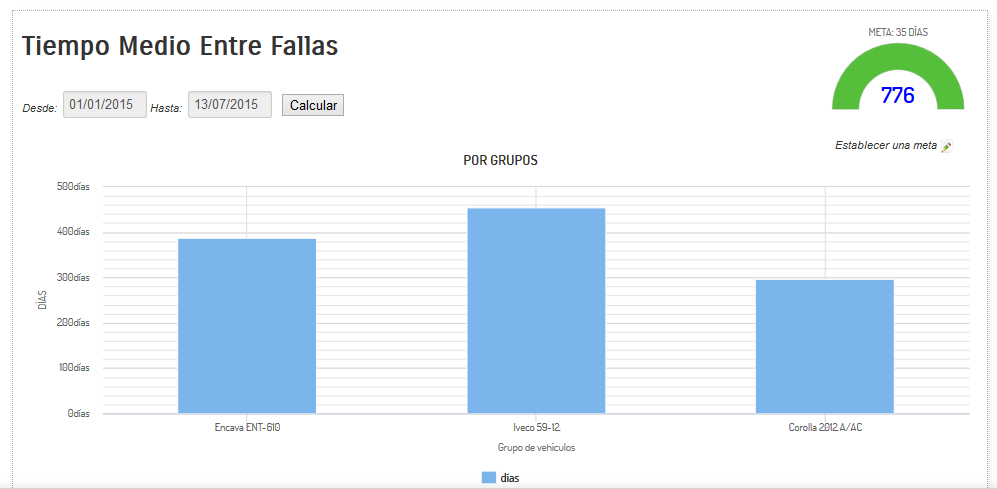 META: 35 DÍAS
Tiempo Medio Entre Fallas
776
Desde: 01/01/2015 Hasta: 13/07/2015 Calcular
Establecer una meta
POR GRUPOS
500días
400días
300días
200días
100días
0días
DÍAS
Encava ENT-610 Iveco 59-12 Corolla 2012 A/AC
Grupo de vehiculos
días